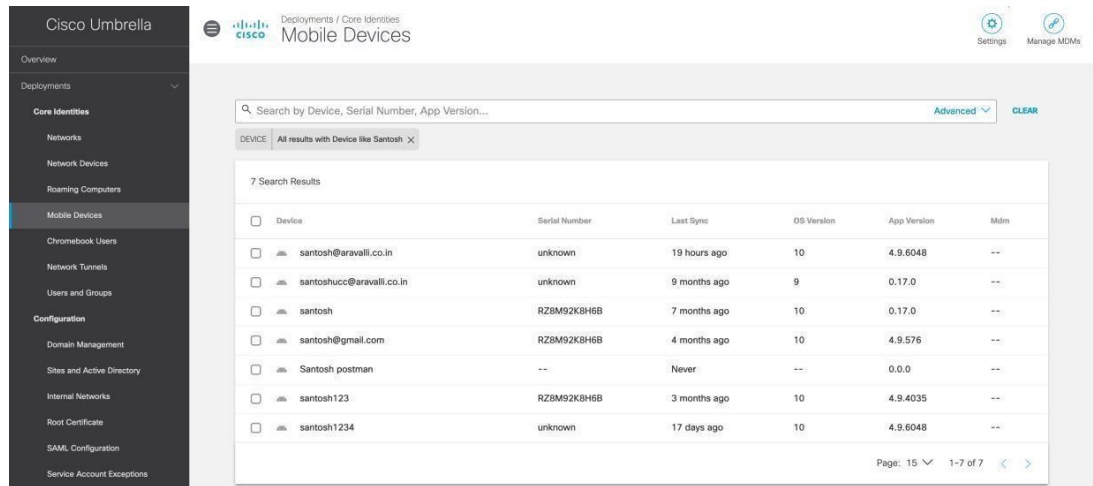 Cisco Umbrella
Overview
Deployments
Core Identities
Networks
Network Devices
Roaming Computers
Mobile Devices
Chromebook Users
Network Tunnels
Users and Groups
Configuration
Domain Management
Sites and Active Directory
Internal Networks
Root Certificate
SAML Configuration
Service Account Exceptions
CISCO
Deployments / Core Identities
Mobile Devices
Settings
Manage MDMs
Search by Device, Serial Number, App Version...
Advanced
CLEAR
DEVICE All results with Device like Santosh
7 Search Results
Device Serial Number Last Sync OS Version App Version Mdm
santosh@aravalli.co.in unknown 19 hours ago 10 4.9.6048 --
santoshucc@aravalli.co.in unknown 9 months ago 9 0.17.0 --
santosh RZ8M92K8H6B 7 months ago 10 0.17.0 --
santosh@gmail.com RZ8M92K8H6B 4 months ago 10 4.9.576 --
Santosh postman -- Never -- 0.0.0 --
santosh123 RZ8M92K8H6B 3 months ago 10 4.9.4035 --
santosh1234 unknown 17 days ago 10 4.9.6048 --
Page: 15 1-7 of 7